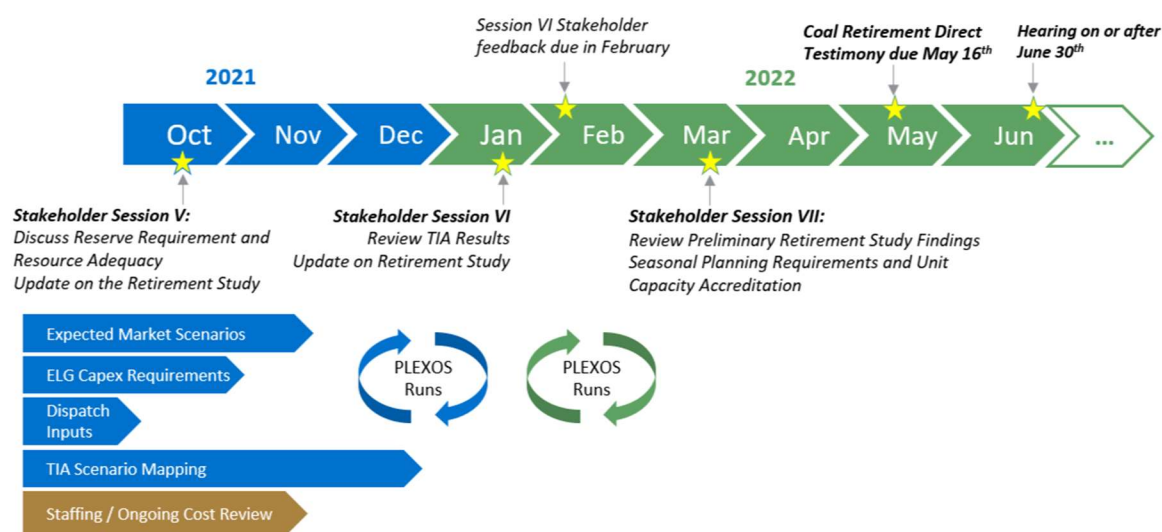 Session VI Stakeholder
feedback due in February
Coal Retirement Direct
Testimony due May 16th
Hearing on or after
June 30th
2021
2022
Oct
Nov
Dec
Jan
Feb
Mar
Apr
May
Jun
...
Stakeholder Session V:
Discuss Reserve Requirement and
Resource Adequacy
Update on the Retirement Study
Stakeholder Session VI
Review TIA Results
Update on Retirement Study
Stakeholder Session VII:
Review Preliminary Retirement Study Findings
Seasonal Planning Requirements and Unit
Capacity Accreditation
Expected Market Scenarios
ELG Capex Requirements
Dispatch
Inputs
TIA Scenario Mapping
Staffing / Ongoing Cost Review
PLEXOS
Runs
PLEXOS
Runs